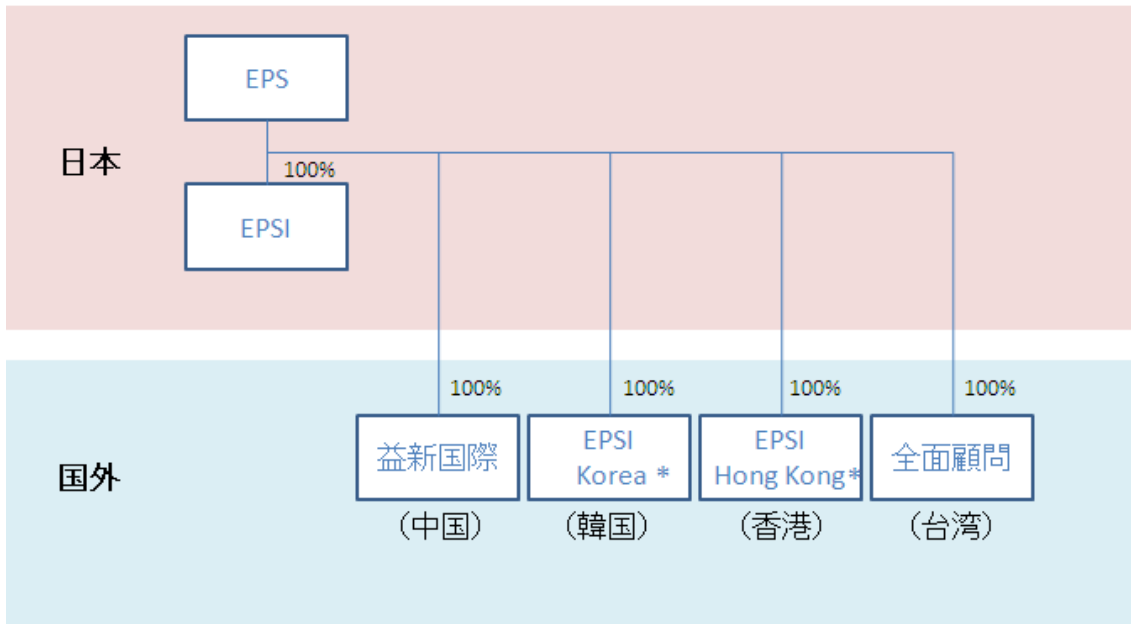 EPS
日本
100%
EPSI
100%
100%
100%
100%
国外
益新国際
EPSI
Korea *
EPSI
Hong Kong*
全面顧問
（中国）
（韓国）
（香港）
（台湾）